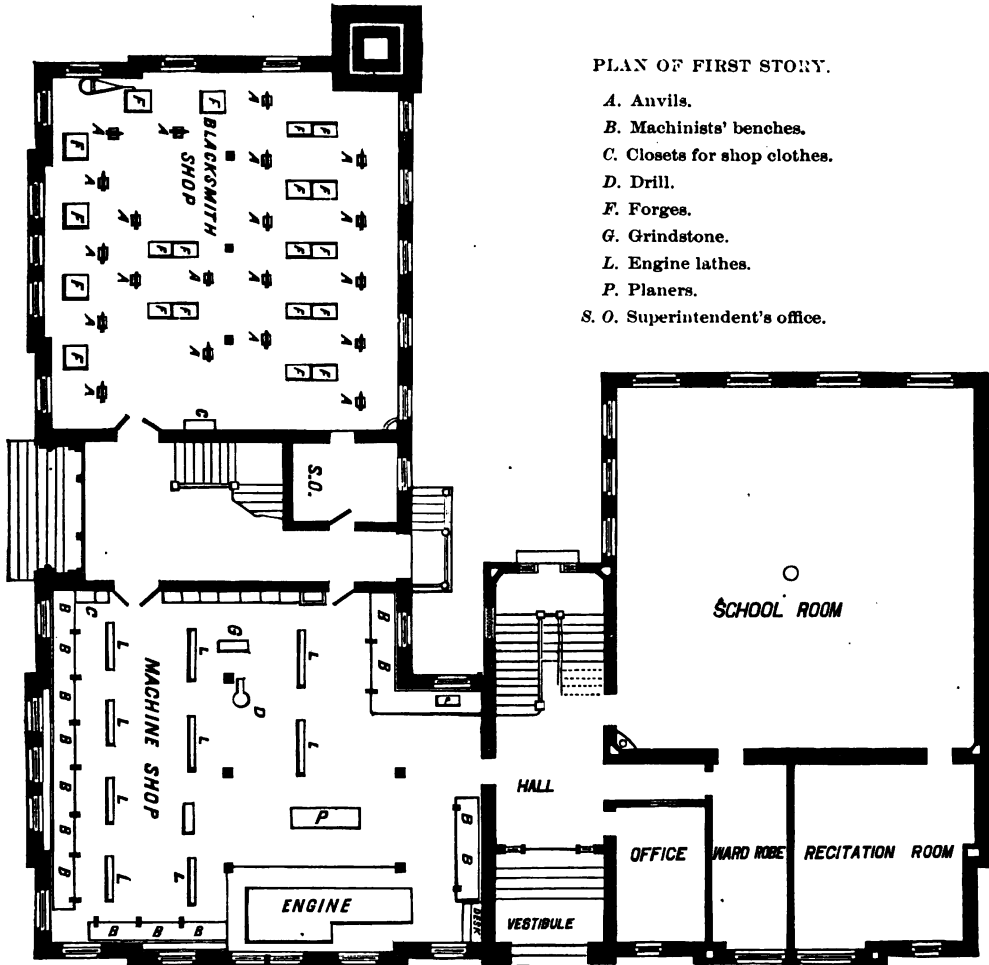 PLAN OF FIRST STORY.
A. Anvils.
B. Machinists' benches.
C. Closets for shop clothes.
D. Drill.
F. Forges.
G. Grindstone.
L. Engine lathes.
P. Planers.
S. O. Superintendent's office.
BLACKSMITH
SHOP
F F A
A A F F
F A A
A F F
F A A A
A F F F F
F A A A A
A F F F F
A A
F A
F F
A A
C
S.O.
B C B
B L L G L B
P
B L L D L
MACHINE SHOP
B L
B P B
B L L B
ENGINE
B B B
DESK
SCHOOL ROOM
HALL
OFFICE
WARD ROBE
RECITATION ROOM
VESTIBULE